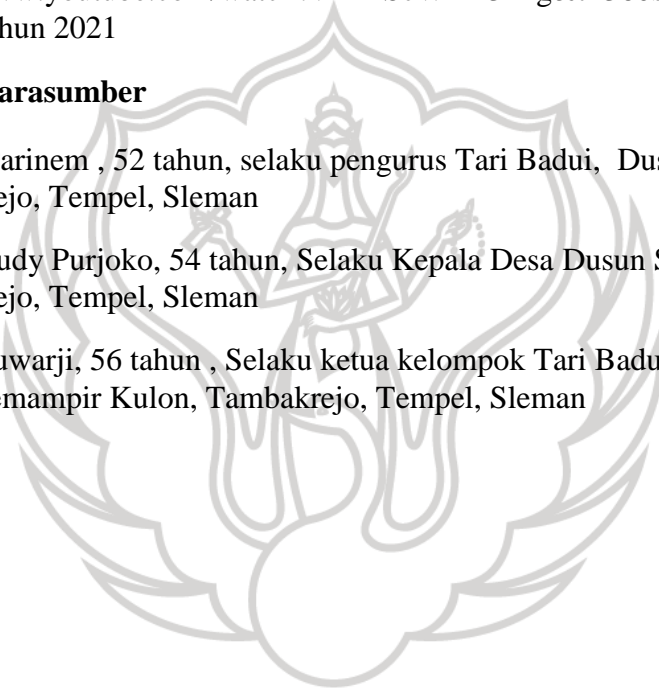 hun 2021
arasumber
arinem , 52 tahun, selaku pengurus Tari Badui, Dus
ejo, Tempel, Sleman
udy Purjoko, 54 tahun, Selaku Kepala Desa Dusun S
ejo, Tempel, Sleman
uwarji, 56 tahun , Selaku ketua kelompok Tari Badu
emampir Kulon, Tambakrejo, Tempel, Sleman